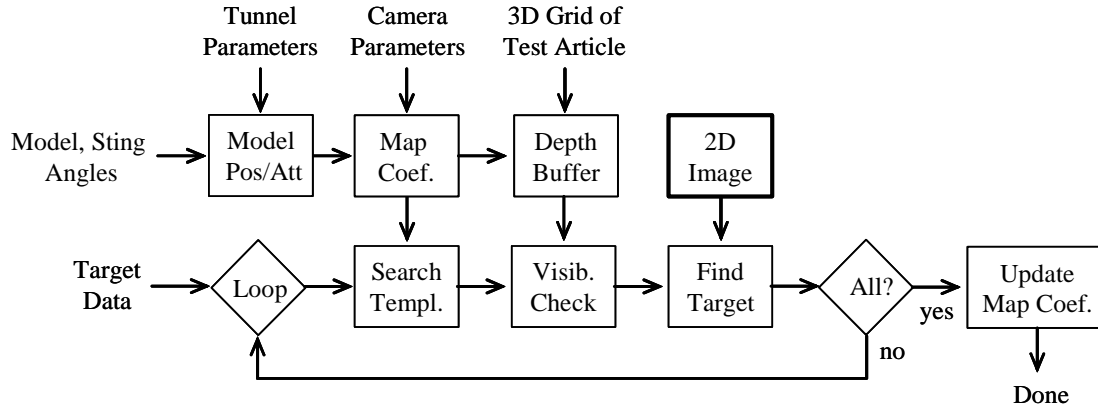 Tunnel
Parameters
Camera
Parameters
3D Grid of
Test Article
Model, Sting
Angles
Model
Pos/Att
Map
Coef.
Depth
Buffer
2D
Image
Target
Data
Loop
Search
Templ.
Visib.
Check
Find
Target
All?
yes
no
Update
Map Coef.
Done